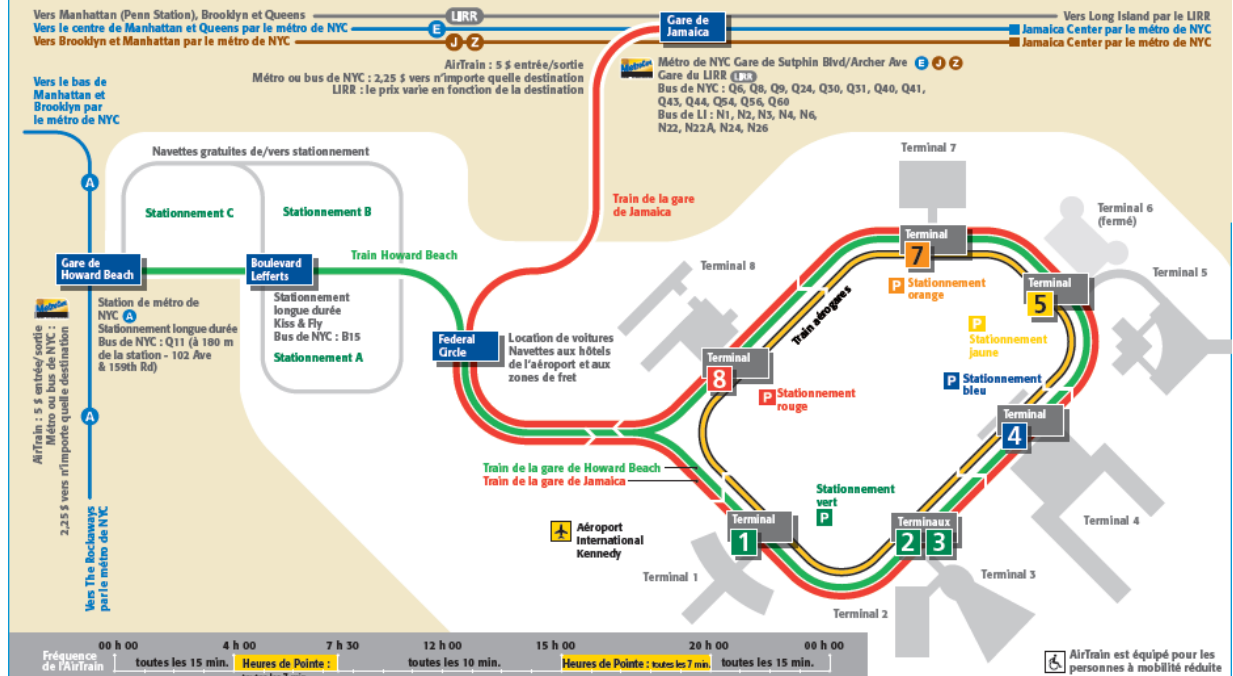 Vers Manhattan (Penn Station), Brooklyn et Queens
LIRR
Vers Long Island par le LIRR
Vers le centre de Manhattan et Queens par le métro de NYC
E
Jamaica Center par le métro de NYC
Vers Brooklyn et Manhattan par le métro de NYC
J Z
Jamaica Center par le métro de NYC
Gare de
Jamaica
AirTrain : 5 $ entrée/sortie
Métro ou bus de NYC : 2,25 $ vers n'importe quelle destination
LIRR : le prix varie en fonction de la destination
MetroCard
Métro de NYC Gare de Sutphin Blvd/Archer Ave E J Z
Gare du LIRR LIRR
Bus de NYC : Q6, Q8, Q9, Q24, Q30, Q31, Q40, Q41,
Q43, Q44, Q54, Q56, Q60
Bus de LI : N1, N2, N3, N4, N6,
N22, N22A, N24, N26
Vers le bas de
Manhattan et
Brooklyn par
le métro de NYC
A
Navettes gratuites de/vers stationnement
Stationnement C
Stationnement B
Gare de
Howard Beach
Boulevard
Lefferts
Train Howard Beach
Train de la gare
de Jamaica
MetroCard
Station de métro de
NYC A
Stationnement longue durée
Bus de NYC : Q11 (à 180 m
de la station - 102 Ave
& 159th Rd)
AirTrain : 5 $ entrée/sortie
Métro ou bus de NYC :
2,25 $ vers n'importe quelle destination
A
Vers The Rockaways
par le métro de NYC
Stationnement
longue durée
Kiss & Fly
Bus de NYC : B15
Stationnement A
Federal
Circle
Location de voitures
Navettes aux hôtels
de l'aéroport et aux
zones de fret
Terminal 7
Terminal
7
P Stationnement
orange
Terminal 6
(fermé)
Terminal 5
Terminal
5
P
Stationnement
jaune
Terminal 8
Train aérogares
Terminal
8
P Stationnement
rouge
P Stationnement
bleu
Terminal
4
Terminal 4
Train de la gare de Howard Beach
Train de la gare de Jamaica
Stationnement
vert
P
Aéroport
International
Kennedy
Terminal
1
Terminal 1
Terminaux
2 3
Terminal 3
Terminal 2
00 h 00 4 h 00 7 h 30 12 h 00 15 h 00 20 h 00 00 h 00
Fréquence
de l'AirTrain
toutes les 15 min. Heures de Pointe : toutes les 10 min. Heures de Pointe : toutes les 7 min. toutes les 15 min.
AirTrain est équipé pour les
personnes à mobilité réduite